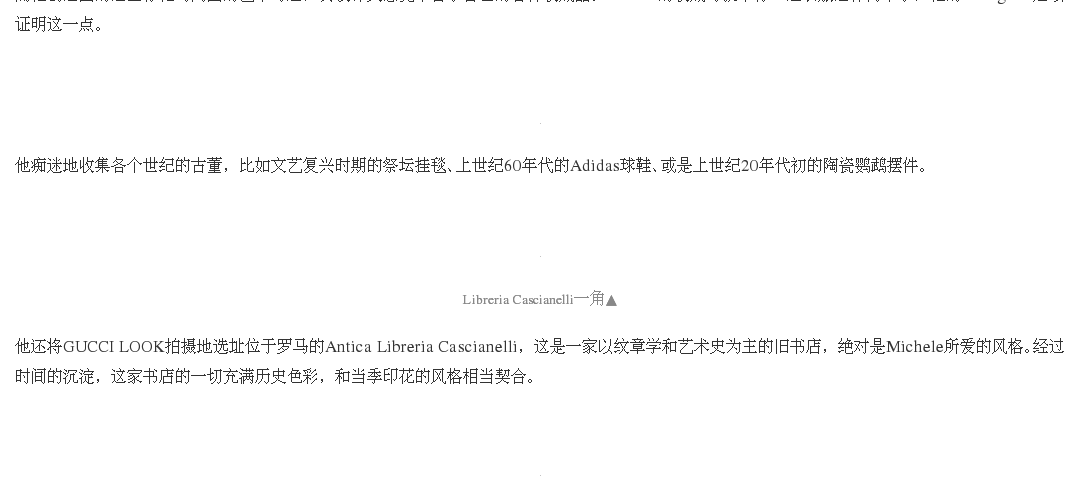 证明这一点。
他痴迷地收集各个世纪的古董，比如文艺复兴时期的祭坛挂毯、上世纪60年代的Adidas球鞋、或是上世纪20年代初的陶瓷鹦鹉摆件。
Libreria Cascianelli一角▲
他还将GUCCI LOOK拍摄地选址位于罗马的Antica Libreria Cascianelli，这是一家以纹章学和艺术史为主的旧书店，绝对是Michele所爱的风格。经过
时间的沉淀，这家书店的一切充满历史色彩，和当季印花的风格相当契合。